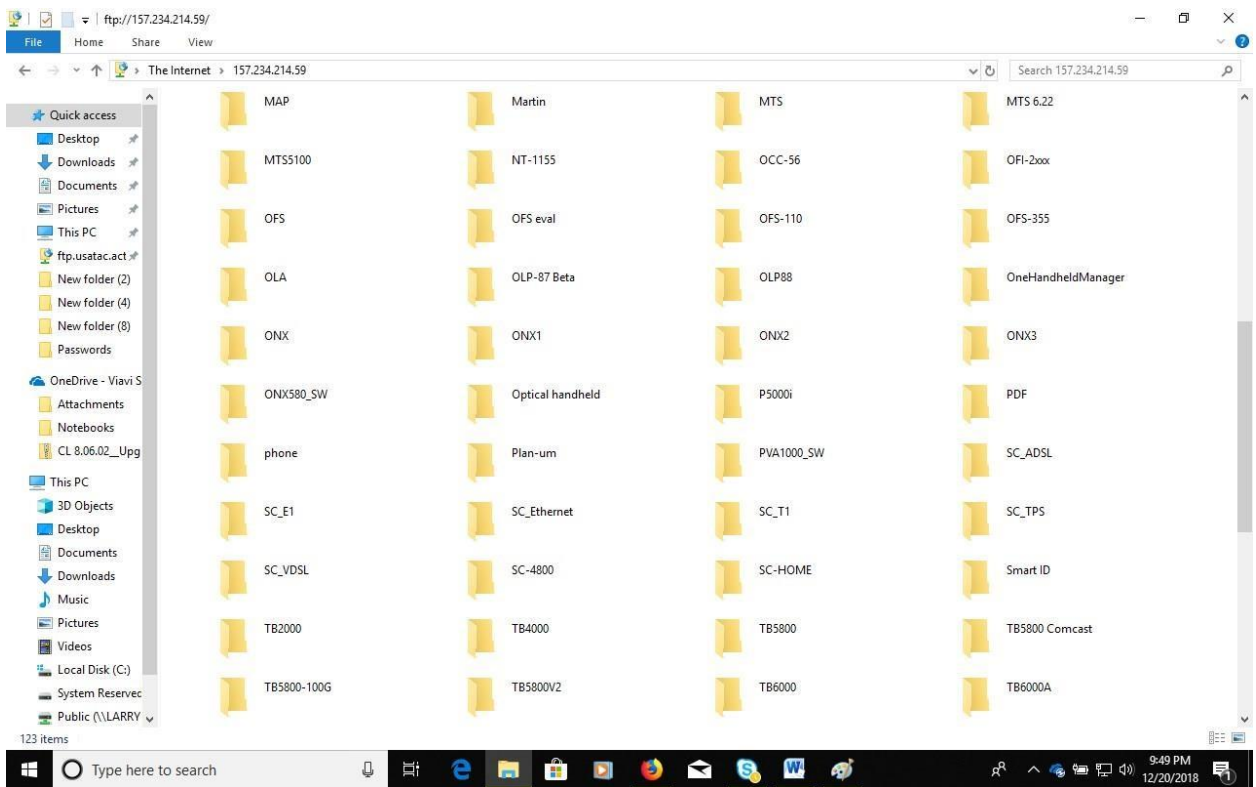 ftp://157.234.214.59/
File Home Share View
The Internet > 157.234.214.59
Search 157.234.214.59
Quick access
Desktop
Downloads
Documents
Pictures
This PC
ftp.usatac.act
New folder (2)
New folder (4)
New folder (8)
Passwords
OneDrive - Viavi S
Attachments
Notebooks
CL 8.06.02__Upg
This PC
3D Objects
Desktop
Documents
Downloads
Music
Pictures
Videos
Local Disk (C:)
System Reserved
Public (\\LARRY
MAP Martin MTS MTS 6.22
MTS5100 NT-1155 OCC-56 OFI-2xxx
OFS OFS eval OFS-110 OFS-355
OLA OLP-87 Beta OLP88 OneHandheldManager
ONX ONX1 ONX2 ONX3
ONX580_SW Optical handheld P5000i PDF
phone Plan-um PVA1000_SW SC_ADSL
SC_E1 SC_Ethernet SC_T1 SC_TPS
SC_VDSL SC-4800 SC-HOME Smart ID
TB2000 TB4000 TB5800 TB5800 Comcast
TB5800-100G TB5800V2 TB6000 TB6000A
123 items
Type here to search
9:49 PM
12/20/2018